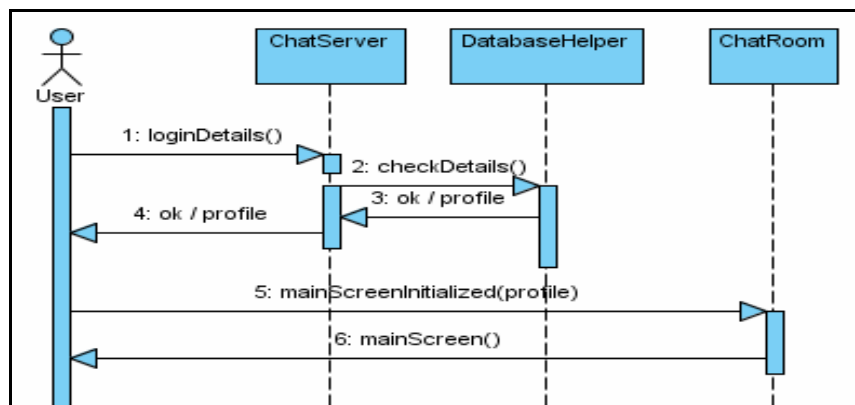 ChatServer
DatabaseHelper
ChatRoom
User
1: loginDetails()
2: checkDetails()
3: ok / profile
4: ok / profile
5: mainScreenInitialized(profile)
6: mainScreen()